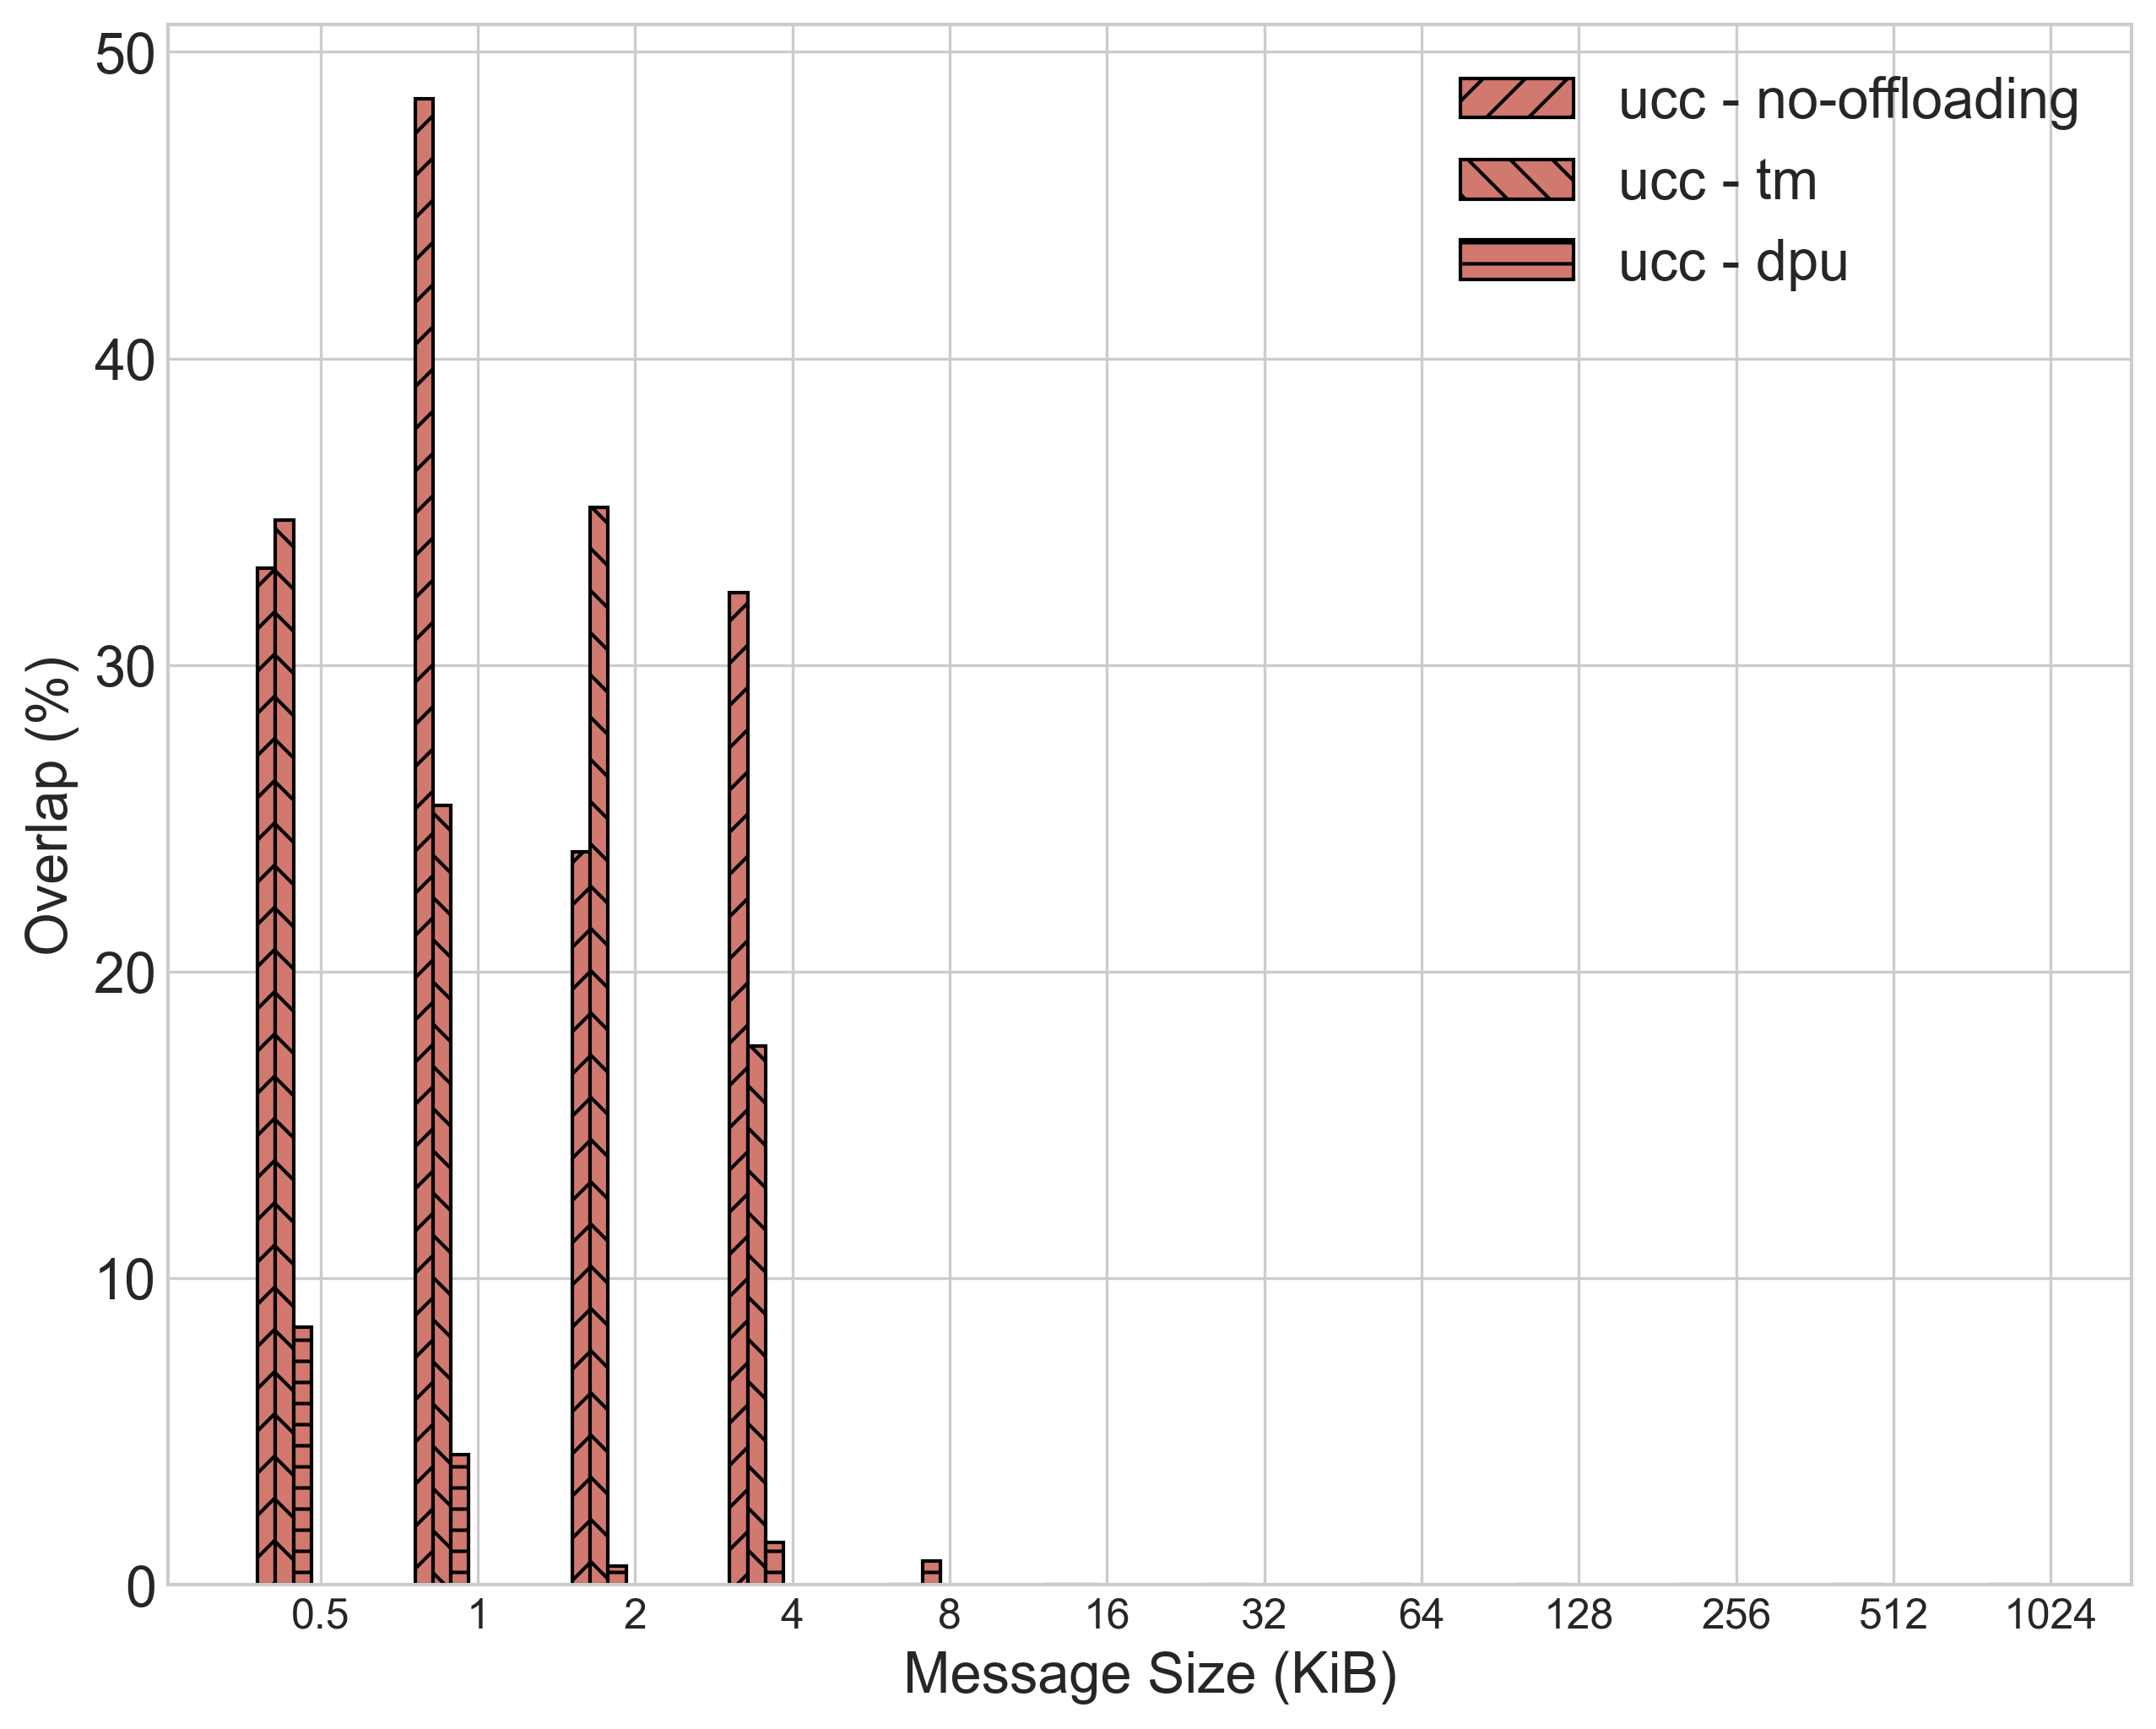 50
40
30
20
10
0
Overlap (%)
ucc - no-offloading
ucc - tm
ucc - dpu
0.5 1 2 4 8 16 32 64 128 256 512 1024
Message Size (KiB)